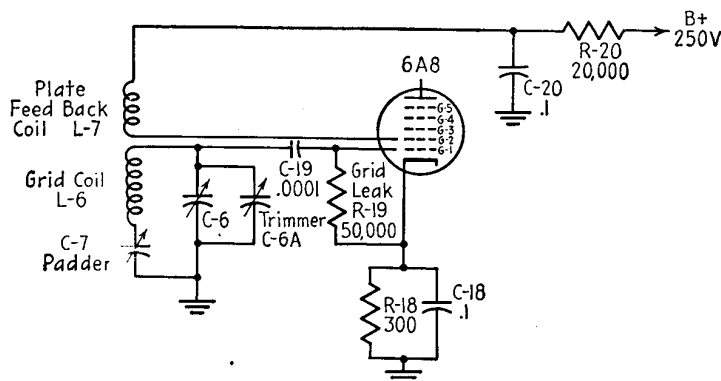 B+
250V
R-20
20,000
6A8
C-20
.1
Plate
Feed Back
Coil L-7
G-5
G-4
G-3
G-2
G-1
Grid Coil
L-6
C-19
.0001
Grid
Leak
R-19
50,000
C-6
Trimmer
C-6A
C-7
Padder
R-18
300
C-18
.1